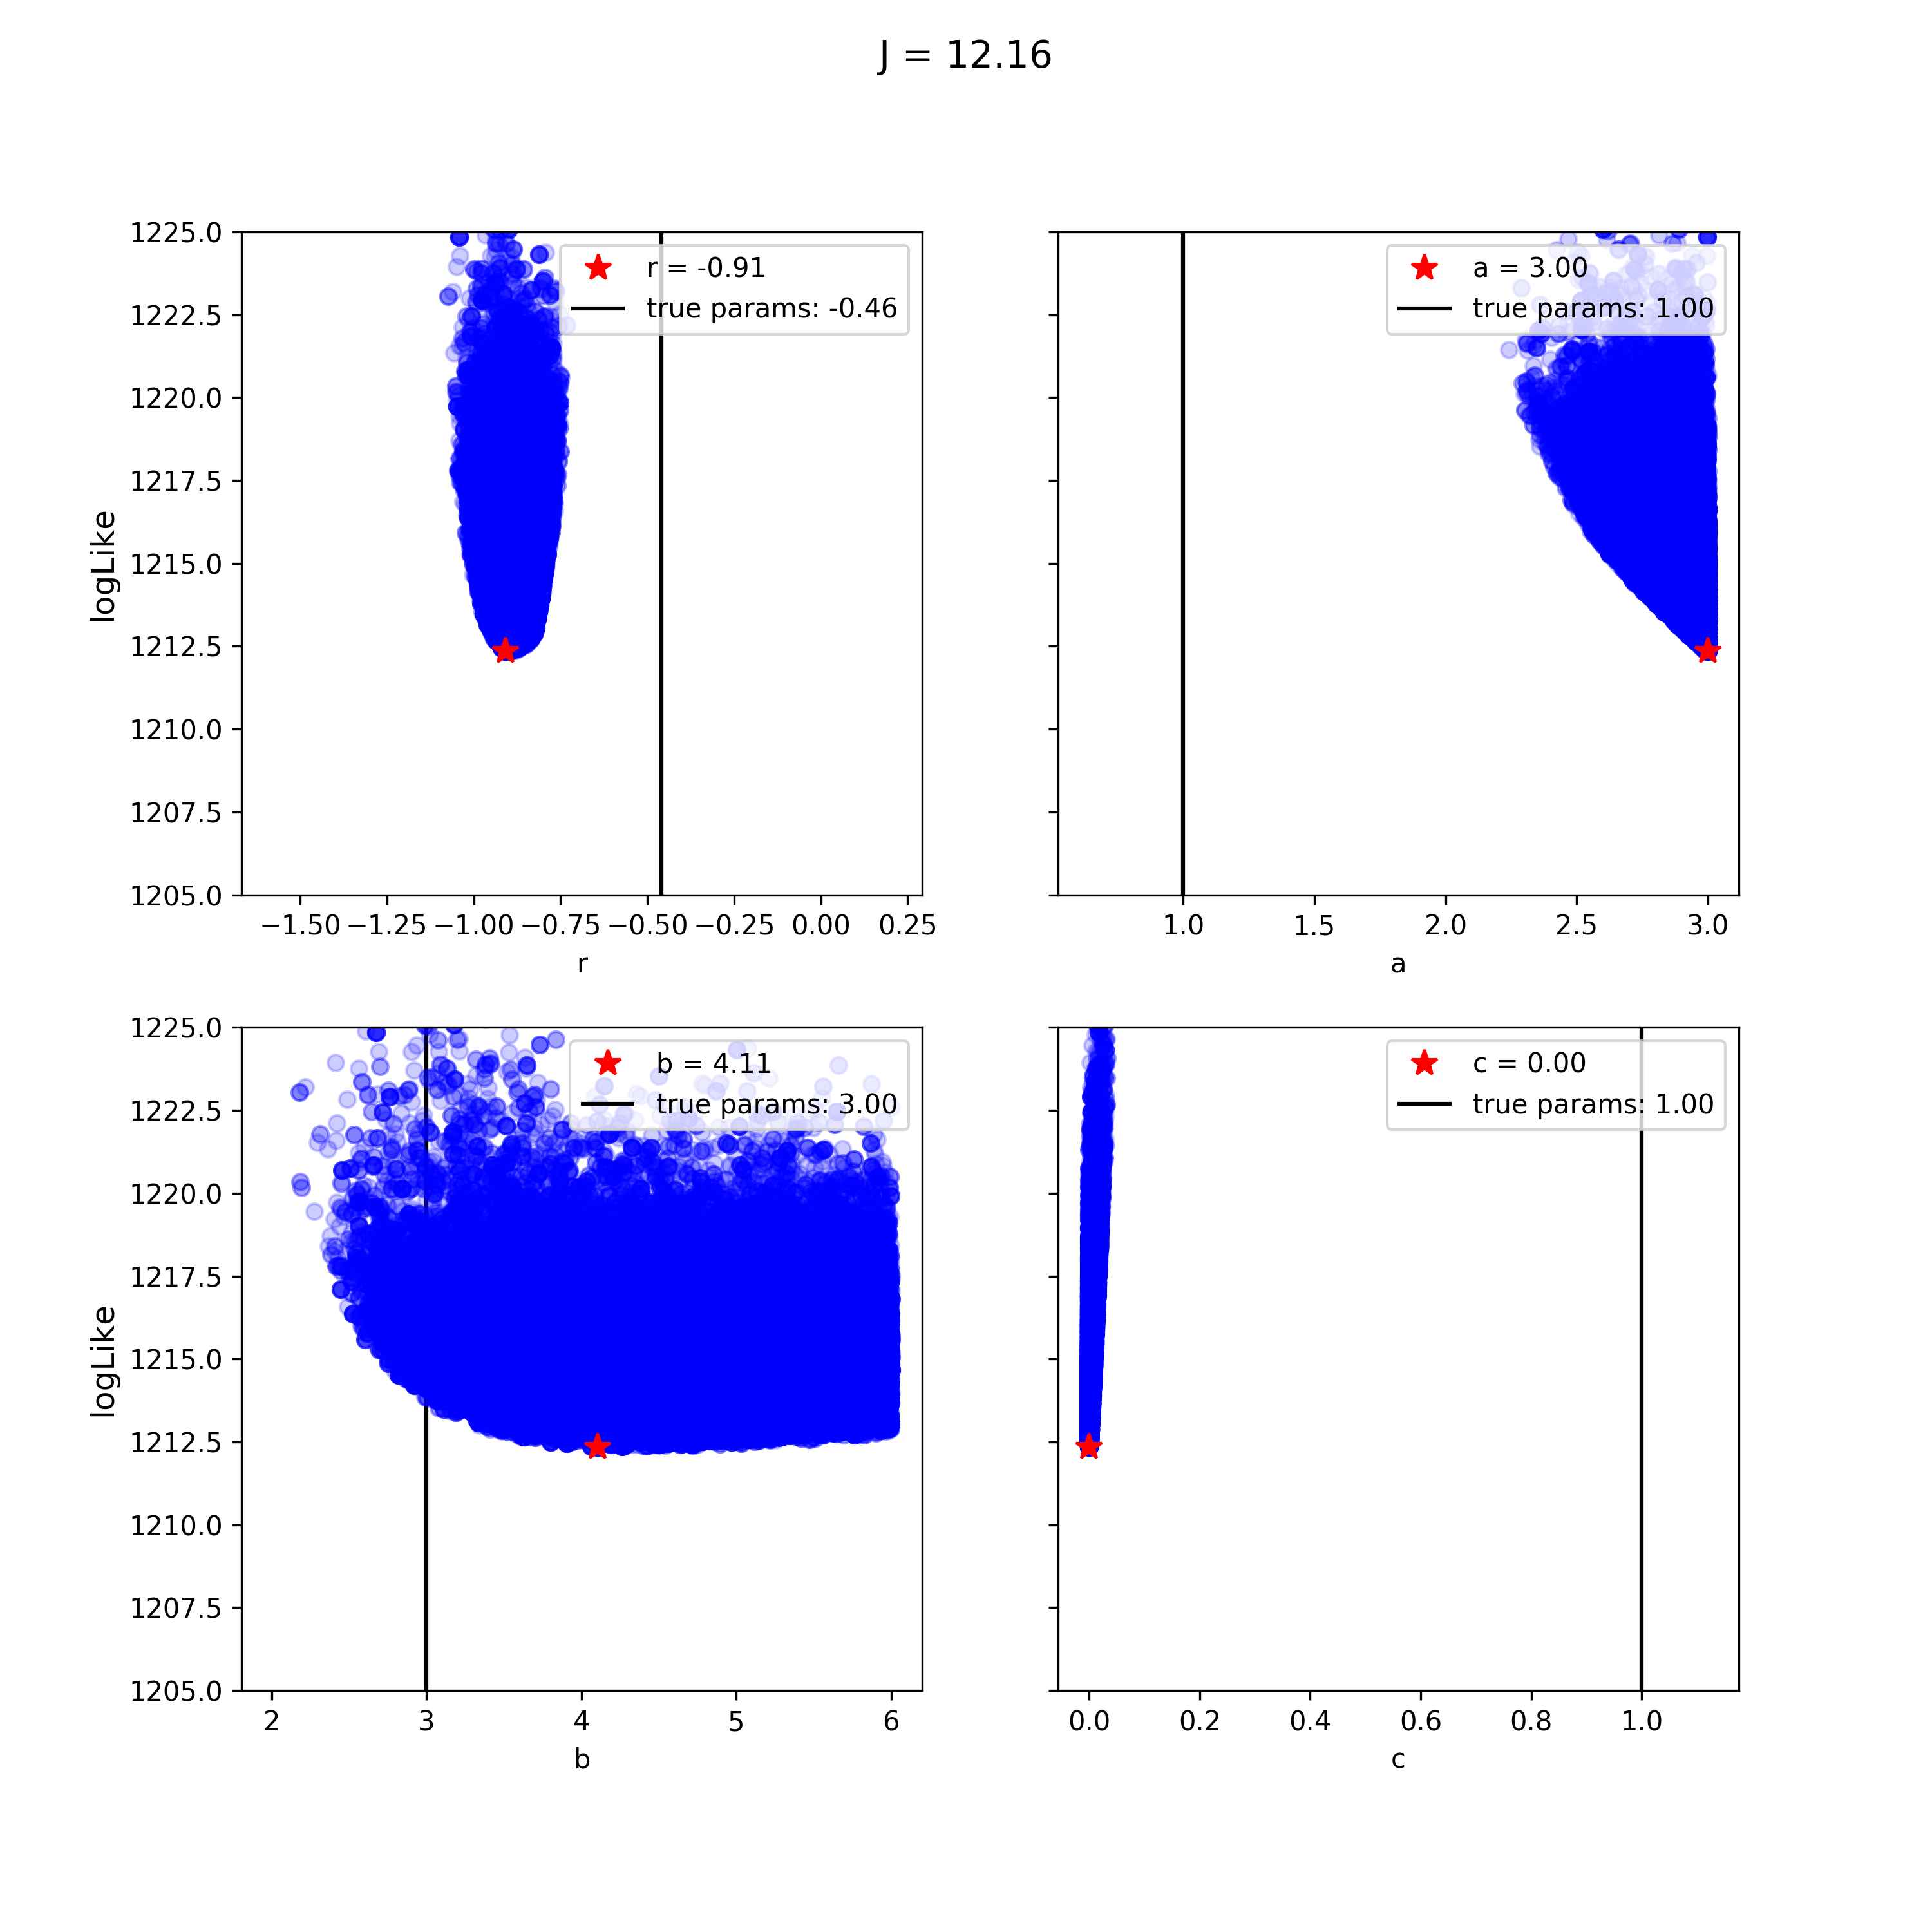 J = 12.16
1225.0
1222.5
1220.0
1217.5
1215.0
1212.5
1210.0
1207.5
1205.0
logLike
r = -0.91
true params: -0.46
−1.50 −1.25 −1.00 −0.75 −0.50 −0.25 0.00 0.25
r
a = 3.00
true params: 1.00
1.0 1.5 2.0 2.5 3.0
a
1225.0
1222.5
1220.0
1217.5
1215.0
1212.5
1210.0
1207.5
1205.0
logLike
b = 4.11
true params: 3.00
2 3 4 5 6
b
c = 0.00
true params: 1.00
0.0 0.2 0.4 0.6 0.8 1.0
c